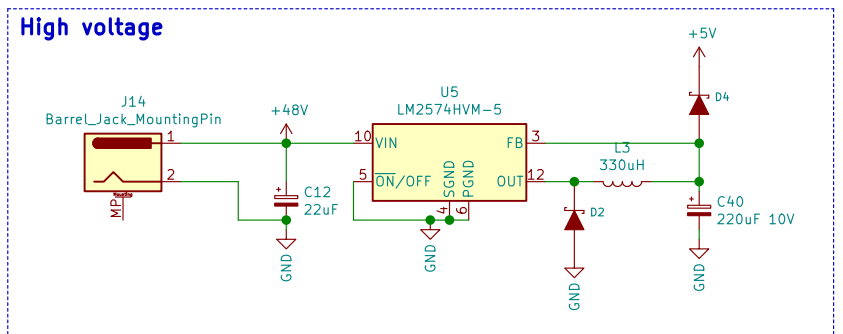 High voltage
+5V
J14
Barrel_Jack_MountingPin
+48V
U5
LM2574HVM-5
D4
1
10
VIN
FB
3
L3
330uH
2
5
ON/OFF
SGND
PGND
OUT
12
Mounting
MP
C12
22uF
4
6
D2
C40
220uF 10V
GND
GND
GND
GND